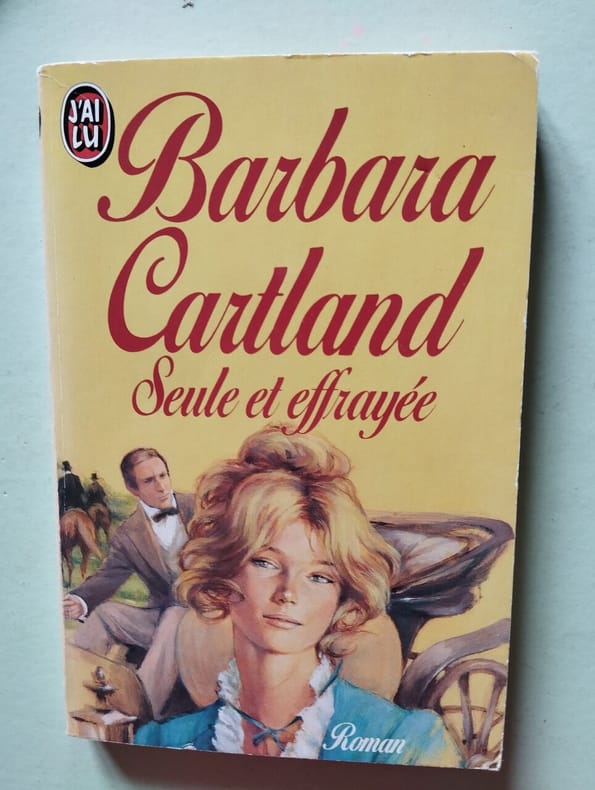 J'AI
LU
Barbara
Cartland
Seule et effrayée
Roman